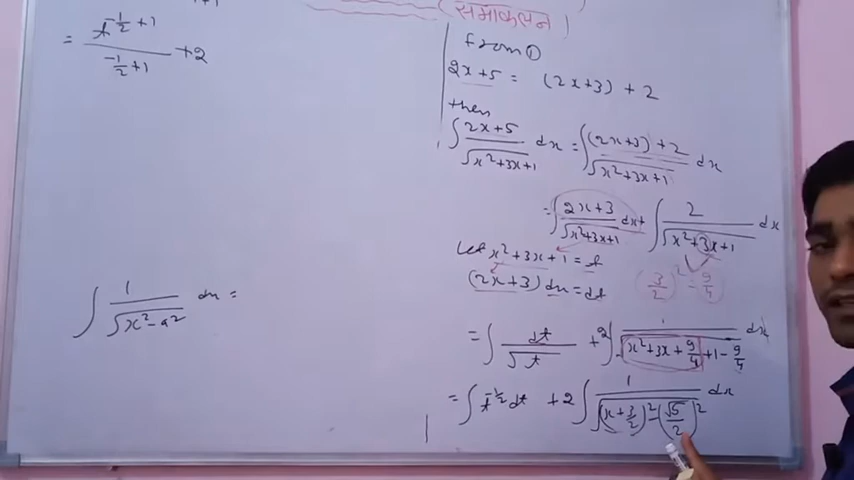 (समाकलन)
+1
= t^(-1/2 + 1) / (-1/2 + 1) + 2
∫ 1/√(x² - a²) dx =
from ①
2x+5 = (2x+3) + 2
then
∫ (2x+5)/√(x²+3x+1) dx = ∫ ((2x+3)+2)/√(x²+3x+1) dx
= ∫ (2x+3)/√(x²+3x+1) dx + ∫ 2/√(x²+3x+1) dx
Let x²+3x+1 = t
(2x+3) dx = dt
(3/2)² = 9/4
= ∫ dt/√t + 2∫ 1/√(x²+3x+9/4+1-9/4) dx
= ∫ t^(-1/2) dt + 2∫ 1/√((x+3/2)² - (√5/2)²) dx